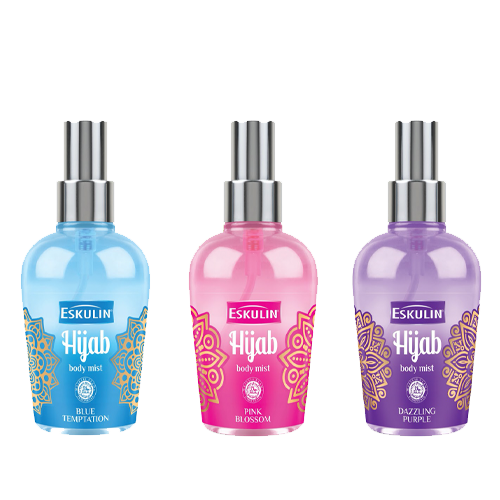 ESKULIN
Hijab
body mist
BLUE
TEMPTATION
ESKULIN
Hijab
body mist
PINK
BLOSSOM
ESKULIN
Hijab
body mist
DAZZLING
PURPLE